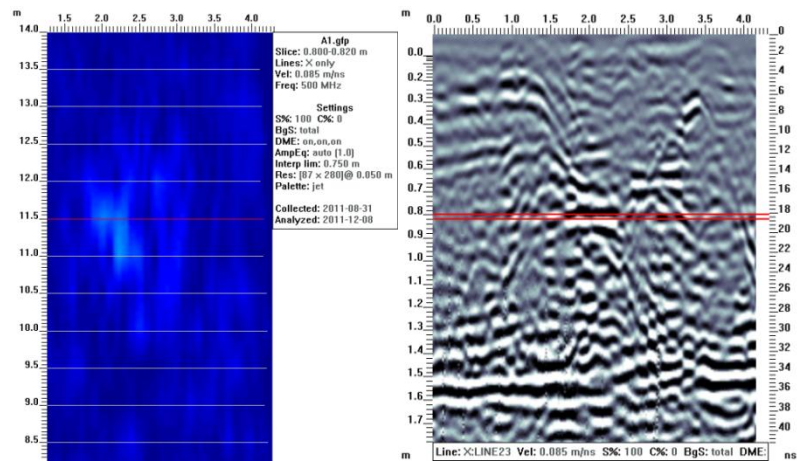 m
1.5 2.0 2.5 3.0 3.5 4.0
14.0
13.5
13.0
12.5
12.0
11.5
11.0
10.5
10.0
9.5
9.0
8.5
A1.gfp
Slice: 0.800-0.820 m
Lines: X only
Vel: 0.085 m/ns
Freq: 500 MHz
Settings
S%: 100 C%: 0
BgS: total
DME: on,on,on
AmpEq: auto [1.0]
Interp lim: 0.750 m
Res: [87 x 280]@ 0.050 m
Palette: jet
Collected: 2011-08-31
Analyzed: 2011-12-08
m 0.0 0.5 1.0 1.5 2.0 2.5 3.0 3.5 4.0
0.0
0.1
0.2
0.3
0.4
0.5
0.6
0.7
0.8
0.9
1.0
1.1
1.2
1.3
1.4
1.5
1.6
1.7
0
2
4
6
8
10
12
14
16
18
20
22
24
26
28
30
32
34
36
38
40
m Line: X:LINE23 Vel: 0.085 m/ns S%: 100 C%: 0 BgS: total DME: ns